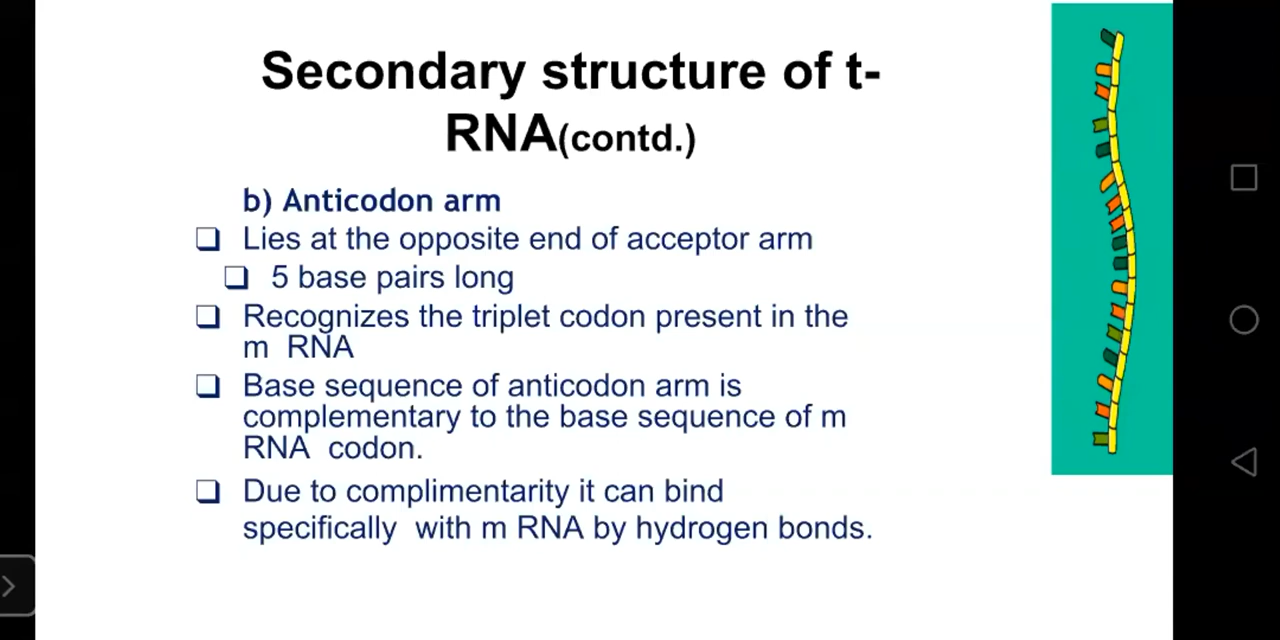 Secondary structure of t-
RNA(contd.)
b) Anticodon arm
❑ Lies at the opposite end of acceptor arm
❑ 5 base pairs long
❑ Recognizes the triplet codon present in the
m RNA
❑ Base sequence of anticodon arm is
complementary to the base sequence of m
RNA codon.
❑ Due to complimentarity it can bind
specifically with m RNA by hydrogen bonds.